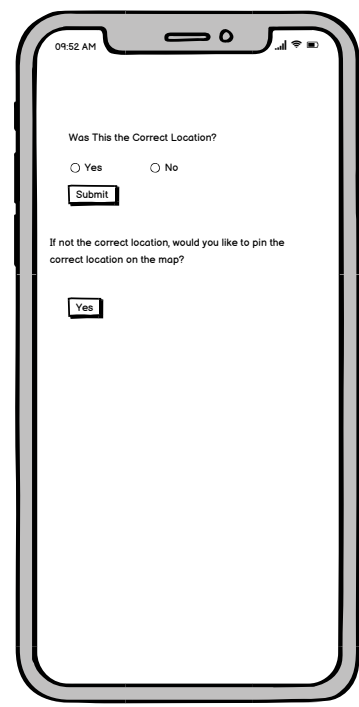 09:52 AM
Was This the Correct Location?
Yes No
Submit
If not the correct location, would you like to pin the
correct location on the map?
Yes